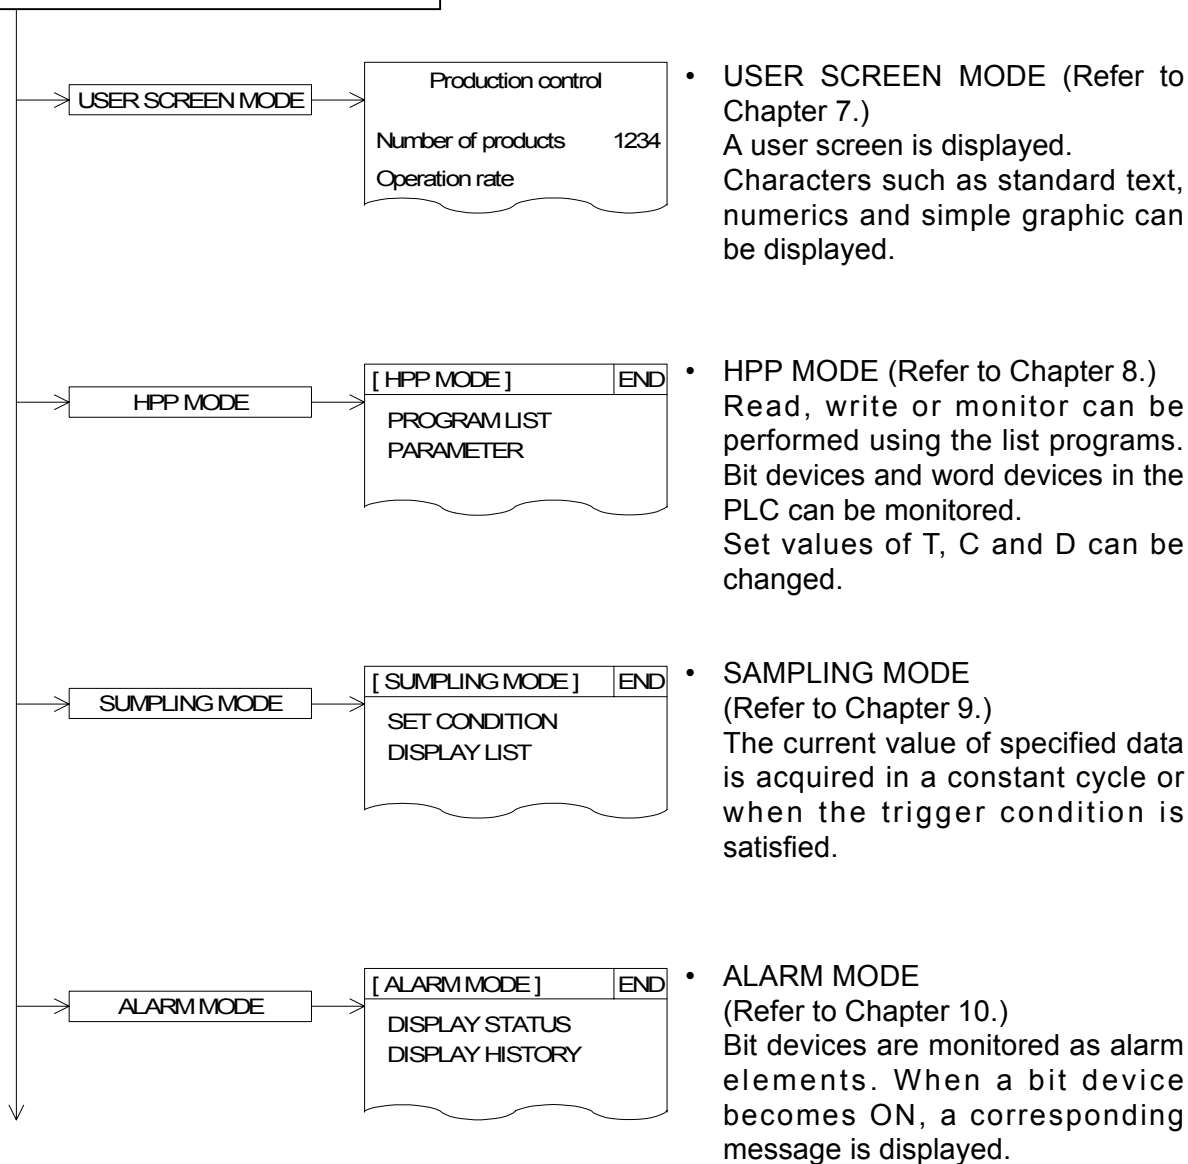 USER SCREEN MODE
Production control
Number of products 1234
Operation rate
• USER SCREEN MODE (Refer to
Chapter 7.)
A user screen is displayed.
Characters such as standard text,
numerics and simple graphic can
be displayed.
HPP MODE
[ HPP MODE ] END
PROGRAM LIST
PARAMETER
• HPP MODE (Refer to Chapter 8.)
Read, write or monitor can be
performed using the list programs.
Bit devices and word devices in the
PLC can be monitored.
Set values of T, C and D can be
changed.
SUMPLING MODE
[ SUMPLING MODE ] END
SET CONDITION
DISPLAY LIST
• SAMPLING MODE
(Refer to Chapter 9.)
The current value of specified data
is acquired in a constant cycle or
when the trigger condition is
satisfied.
ALARM MODE
[ ALARM MODE ] END
DISPLAY STATUS
DISPLAY HISTORY
• ALARM MODE
(Refer to Chapter 10.)
Bit devices are monitored as alarm
elements. When a bit device
becomes ON, a corresponding
message is displayed.